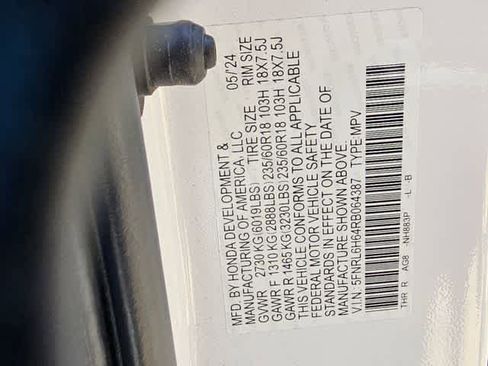 MFD. BY HONDA DEVELOPMENT & 05/24
MANUFACTURING OF AMERICA, LLC
GVWR 2730 KG(6019LBS) TIRE SIZE RIM SIZE
GAWR F 1310 KG(2888LBS)235/60R18 103H 18X7.5J
GAWR R 1465 KG(3230LBS)235/60R18 103H 18X7.5J
THIS VEHICLE CONFORMS TO ALL APPLICABLE
FEDERAL MOTOR VEHICLE SAFETY
STANDARDS IN EFFECT ON THE DATE OF
MANUFACTURE SHOWN ABOVE.
V.I.N.: 5FNRL6H64RB064387 TYPE:MPV
THR R AG8 -NH883P -L -B